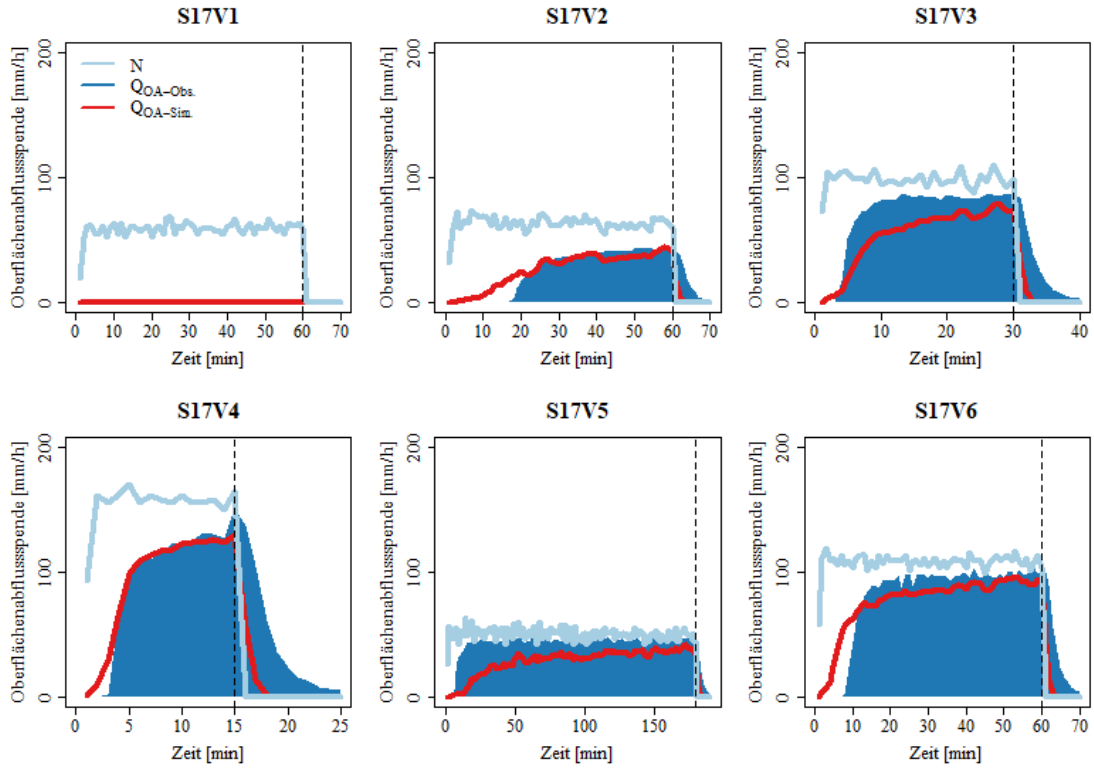 S17V1
S17V2
S17V3
Oberflächenabflussspende [mm/h]
0 100 200
N
QOA−Obs.
QOA−Sim.
0 10 20 30 40 50 60 70
Zeit [min]
Oberflächenabflussspende [mm/h]
0 100 200
0 10 20 30 40 50 60 70
Zeit [min]
Oberflächenabflussspende [mm/h]
0 100 200
0 10 20 30 40
Zeit [min]
S17V4
S17V5
S17V6
Oberflächenabflussspende [mm/h]
0 100 200
0 5 10 15 20 25
Zeit [min]
Oberflächenabflussspende [mm/h]
0 100 200
0 50 100 150
Zeit [min]
Oberflächenabflussspende [mm/h]
0 100 200
0 10 20 30 40 50 60 70
Zeit [min]